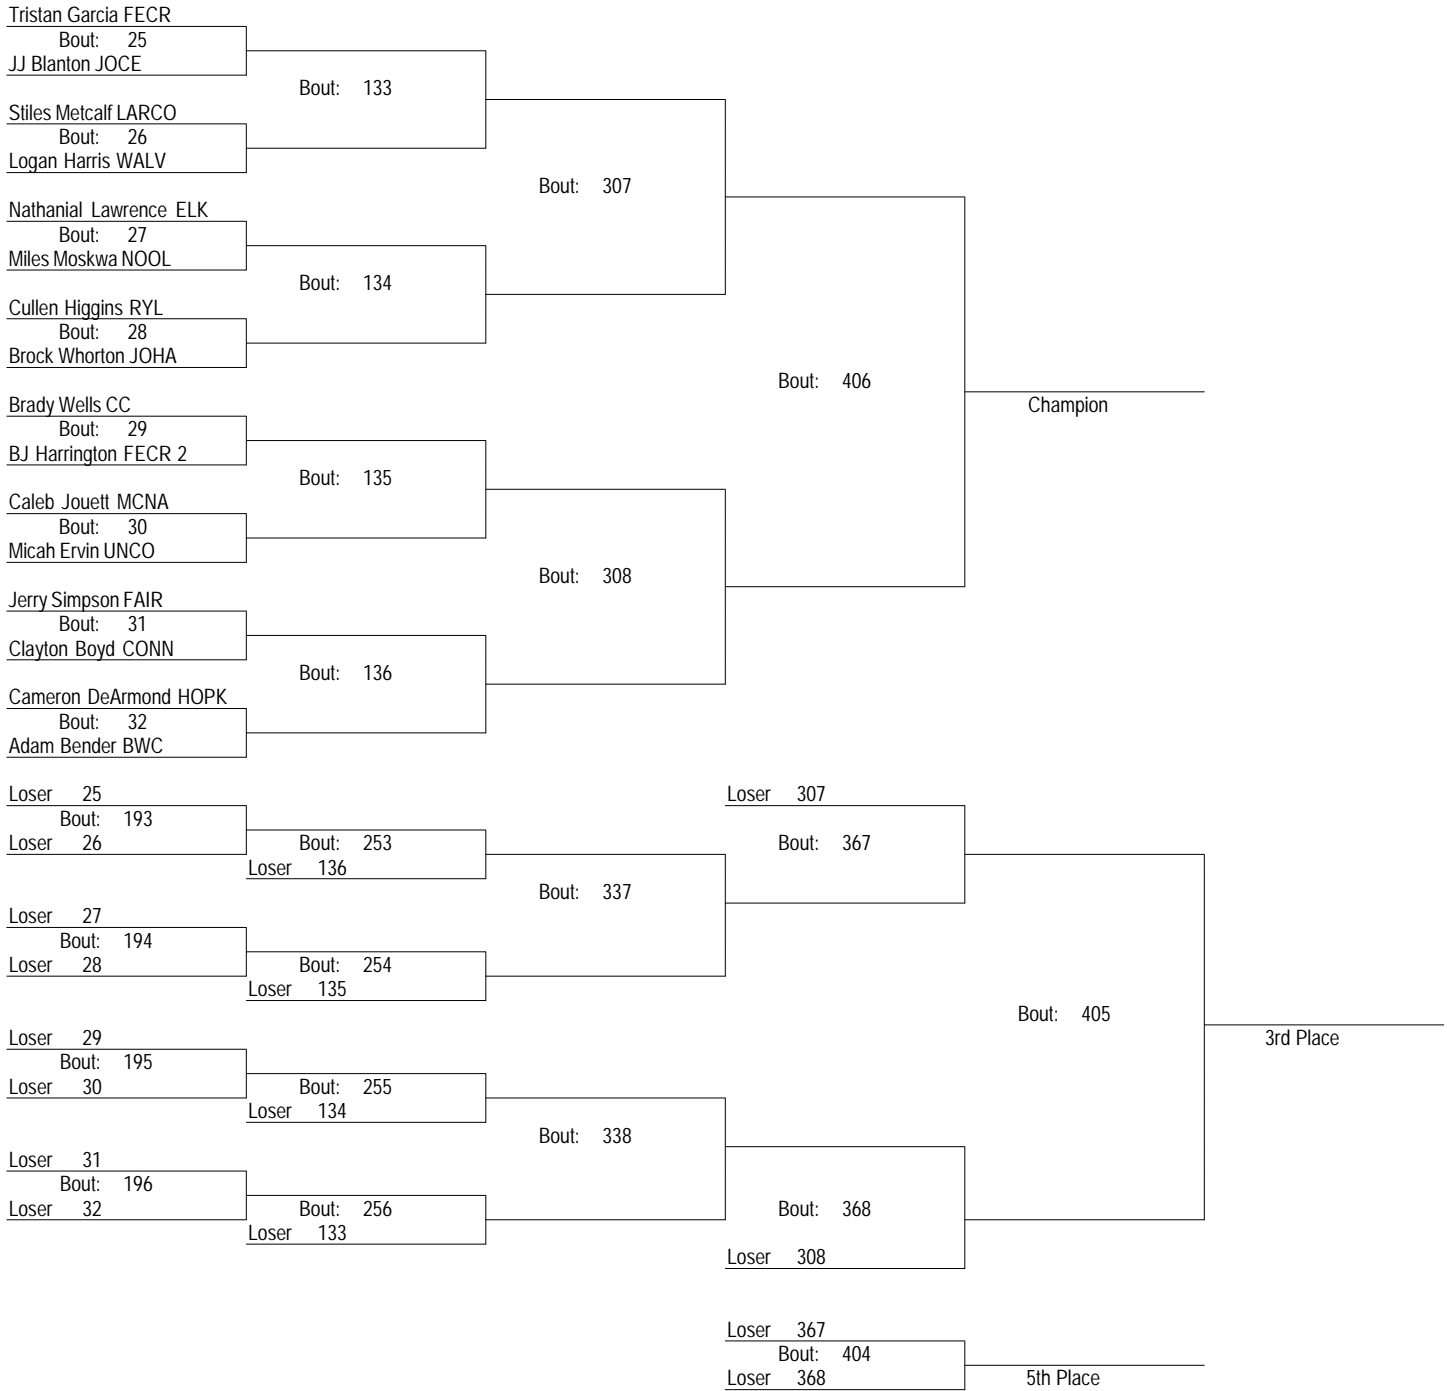 Tristan Garcia FECR
Bout: 25
JJ Blanton JOCE
Bout: 133
Stiles Metcalf LARCO
Bout: 26
Logan Harris WALV
Bout: 307
Nathanial Lawrence ELK
Bout: 27
Miles Moskwa NOOL
Bout: 134
Cullen Higgins RYL
Bout: 28
Brock Whorton JOHA
Bout: 406
Champion
Brady Wells CC
Bout: 29
BJ Harrington FECR 2
Bout: 135
Caleb Jouett MCNA
Bout: 30
Micah Ervin UNCO
Bout: 308
Jerry Simpson FAIR
Bout: 31
Clayton Boyd CONN
Bout: 136
Cameron DeArmond HOPK
Bout: 32
Adam Bender BWC
Loser 25
Bout: 193
Loser 26
Bout: 253
Loser 136
Loser 307
Bout: 367
Bout: 337
Loser 27
Bout: 194
Loser 28
Bout: 254
Loser 135
Bout: 405
3rd Place
Loser 29
Bout: 195
Loser 30
Bout: 255
Loser 134
Bout: 338
Loser 31
Bout: 196
Loser 32
Bout: 256
Loser 133
Bout: 368
Loser 308
Loser 367
Bout: 404
Loser 368
5th Place